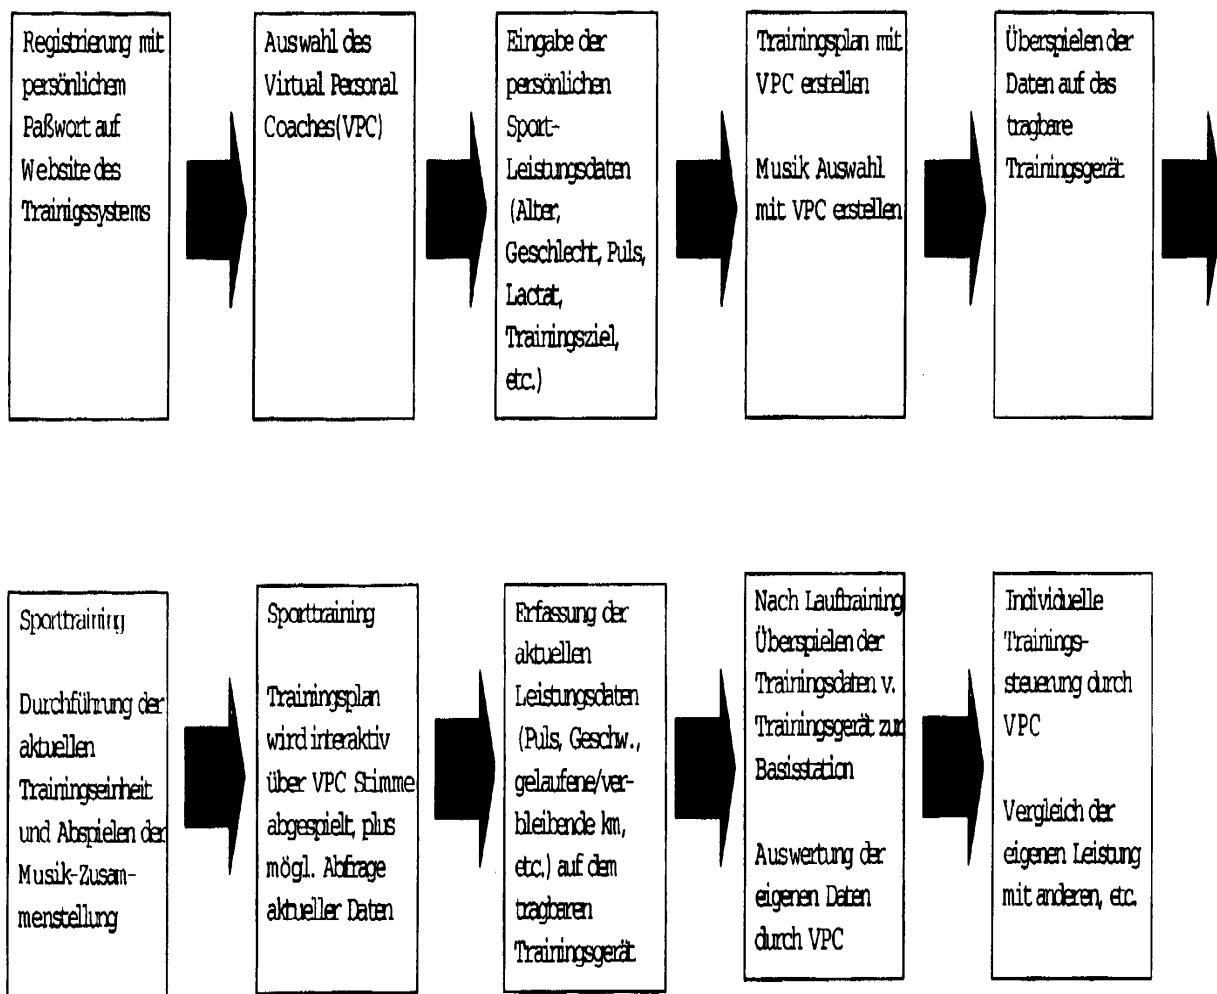 Registrierung mit
persönlichem
Paßwort auf
Website des
Trainigssystems
Auswahl des
Virtual Personal
Coaches(VPC)
Eingabe der
persönlichen
Sport-
Leistungsdaten
(Alter,
Geschlecht, Puls,
Lactat,
Trainingsziel,
etc.)
Trainingsplan mit
VPC erstellen
Musik Auswahl
mit VPC erstellen
Überspielen der
Daten auf das
tragbare
Trainingsgerät
Sporttraining
Durchführung der
aktuellen
Trainingseinheit
und Abspielen der
Musik-Zusam-
menstellung
Sporttraining
Trainingsplan
wird interaktiv
über VPC Stimme
abgespielt, plus
mögl. Abfrage
aktueller Daten
Erfassung der
aktuellen
Leistungsdaten
(Puls, Geschw.,
gelaufene/ver-
bleibende km,
etc.) auf dem
tragbaren
Trainingsgerät
Nach Lauftraining
Überspielen der
Trainingsdaten v.
Trainingsgerät zur
Basisstation
Auswertung der
eigenen Daten
durch VPC
Individuelle
Trainings-
steuerung durch
VPC
Vergleich der
eigenen Leistung
mit anderen, etc.